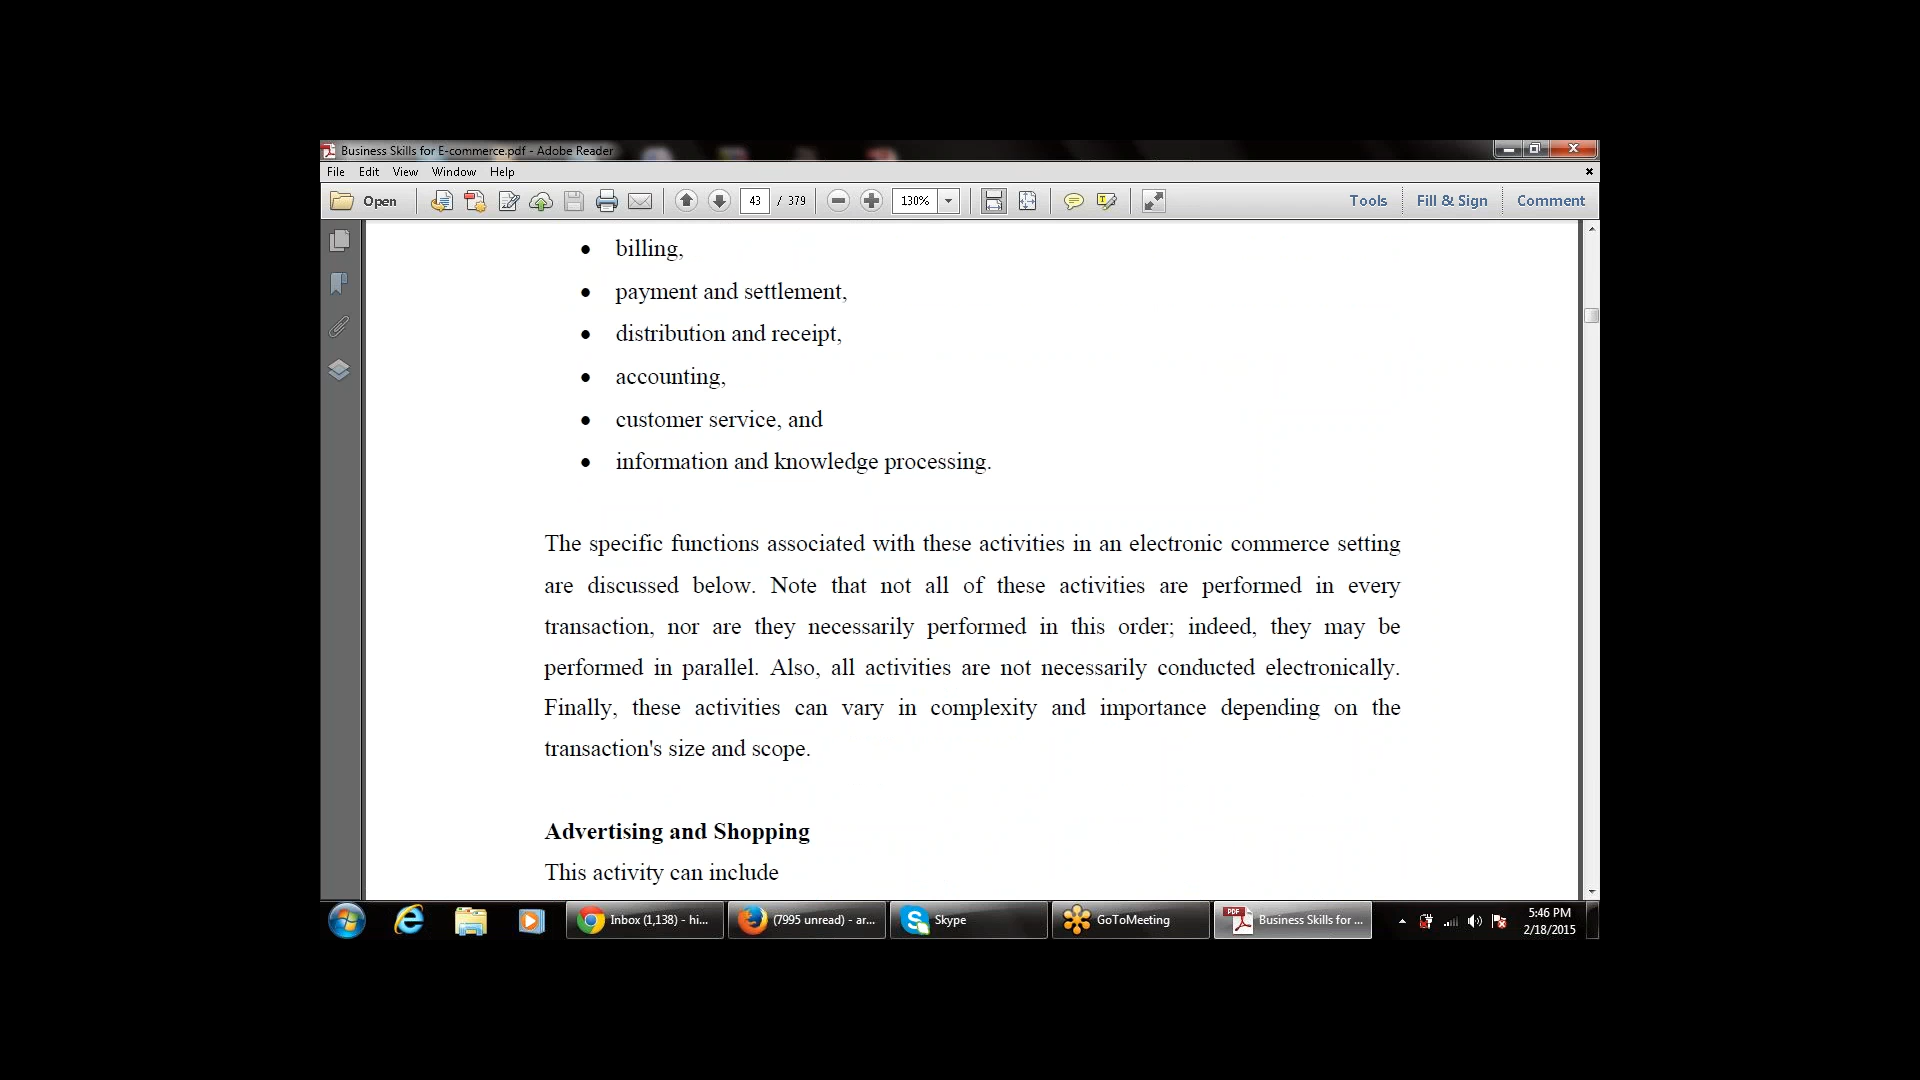 Business Skills for E-commerce.pdf - Adobe Reader
File Edit View Window Help
Open 43 / 379 130% Tools Fill & Sign Comment
• billing,
• payment and settlement,
• distribution and receipt,
• accounting,
• customer service, and
• information and knowledge processing.
The specific functions associated with these activities in an electronic commerce setting
are discussed below. Note that not all of these activities are performed in every
transaction, nor are they necessarily performed in this order; indeed, they may be
performed in parallel. Also, all activities are not necessarily conducted electronically.
Finally, these activities can vary in complexity and importance depending on the
transaction's size and scope.
Advertising and Shopping
This activity can include
Inbox (1,138) - hi... (7995 unread) - ar... Skype GoToMeeting Business Skills for ... 5:46 PM
2/18/2015